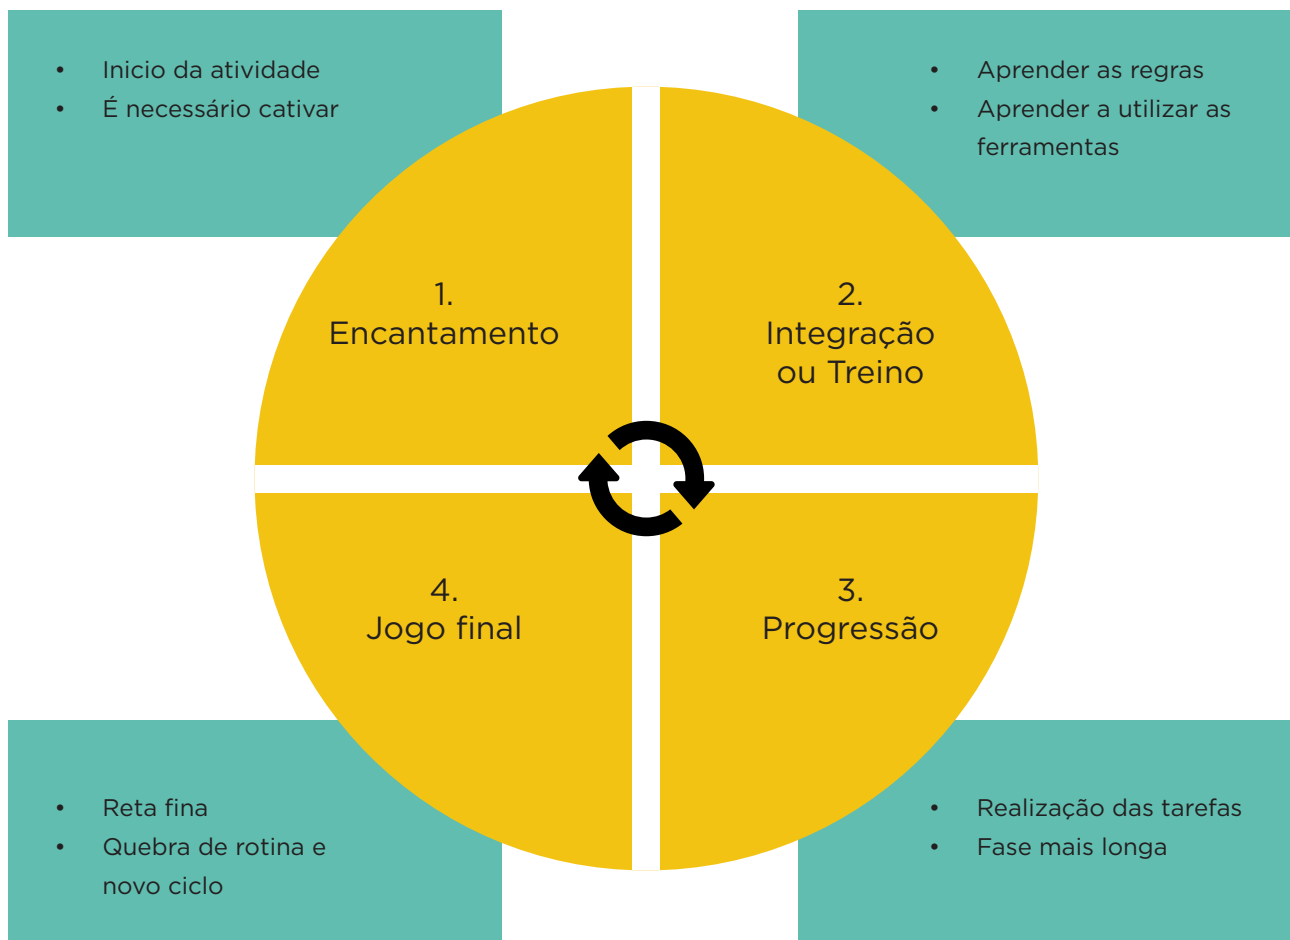 • Inicio da atividade
• É necessário cativar
• Aprender as regras
• Aprender a utilizar as
ferramentas
1.
Encantamento
2.
Integração
ou Treino
4.
Jogo final
3.
Progressão
• Reta fina
• Quebra de rotina e
novo ciclo
• Realização das tarefas
• Fase mais longa